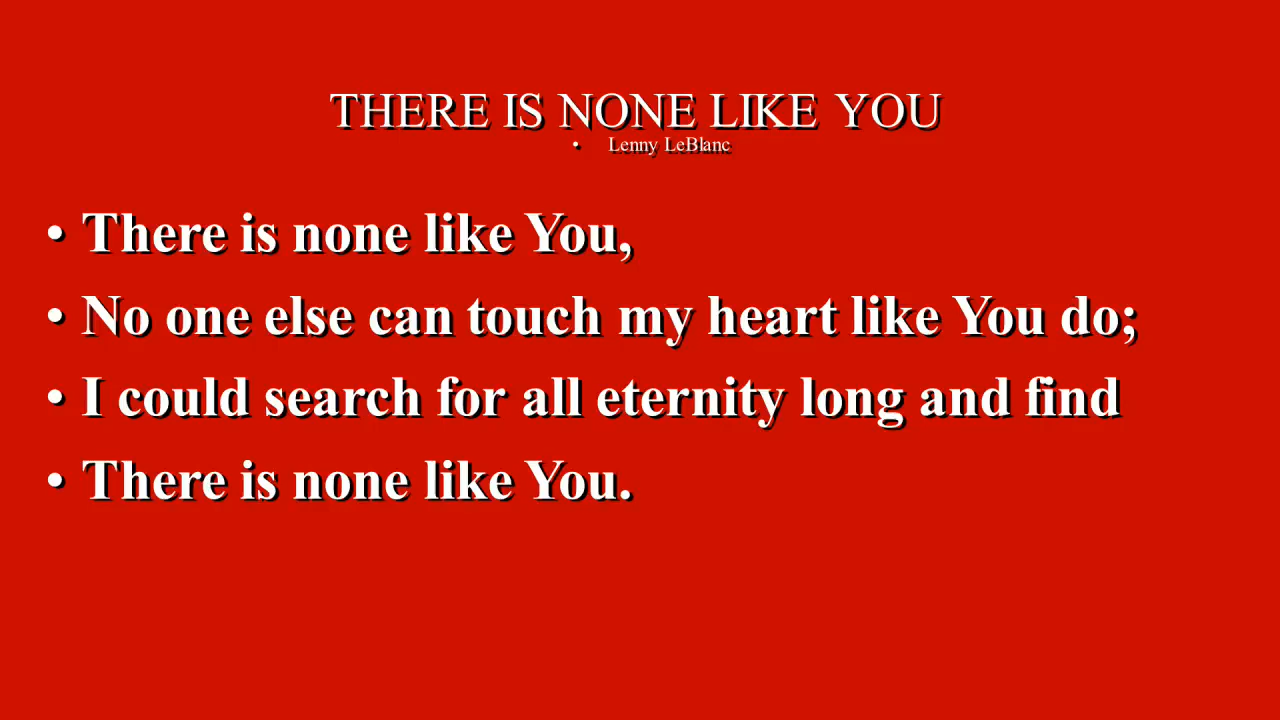 THERE IS NONE LIKE YOU
• Lenny LeBlanc
• There is none like You,
• No one else can touch my heart like You do;
• I could search for all eternity long and find
• There is none like You.